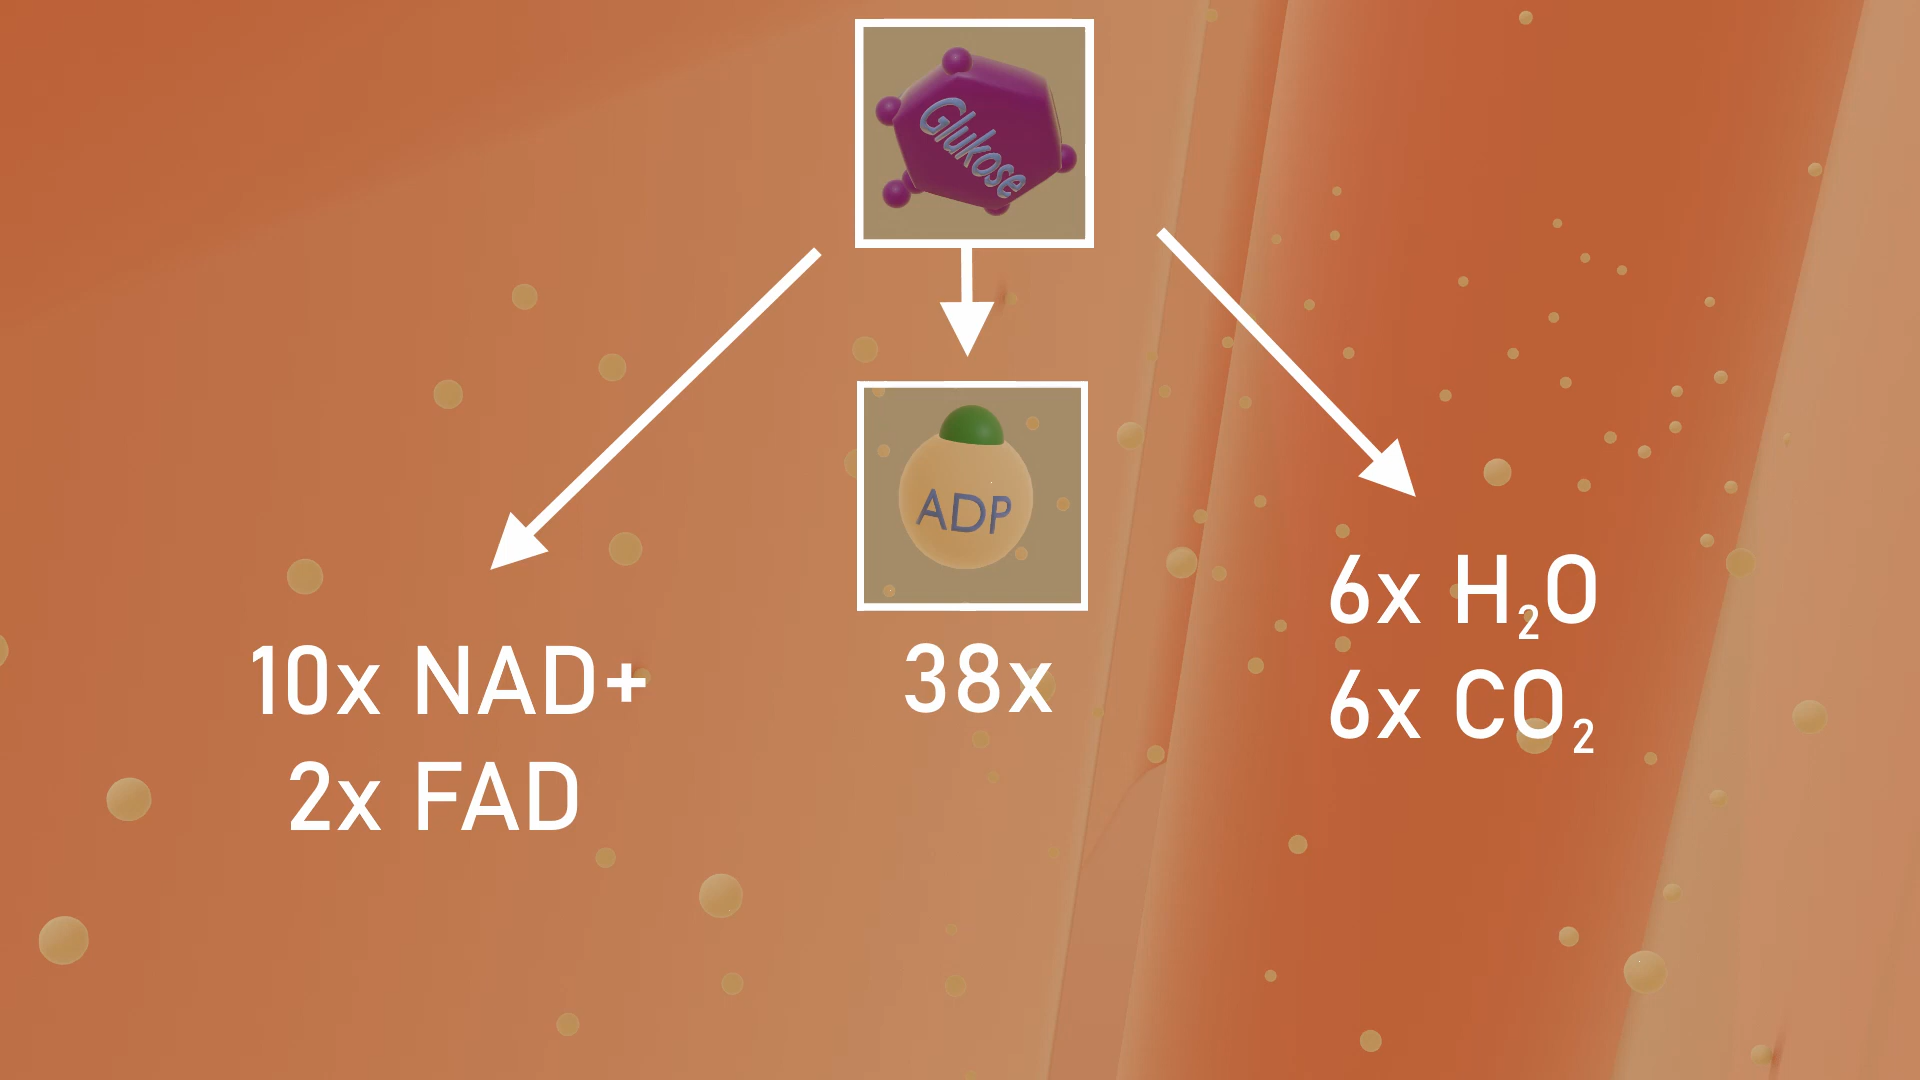 Glukose
ADP
38x
10x NAD+
2x FAD
6x H₂O
6x CO₂